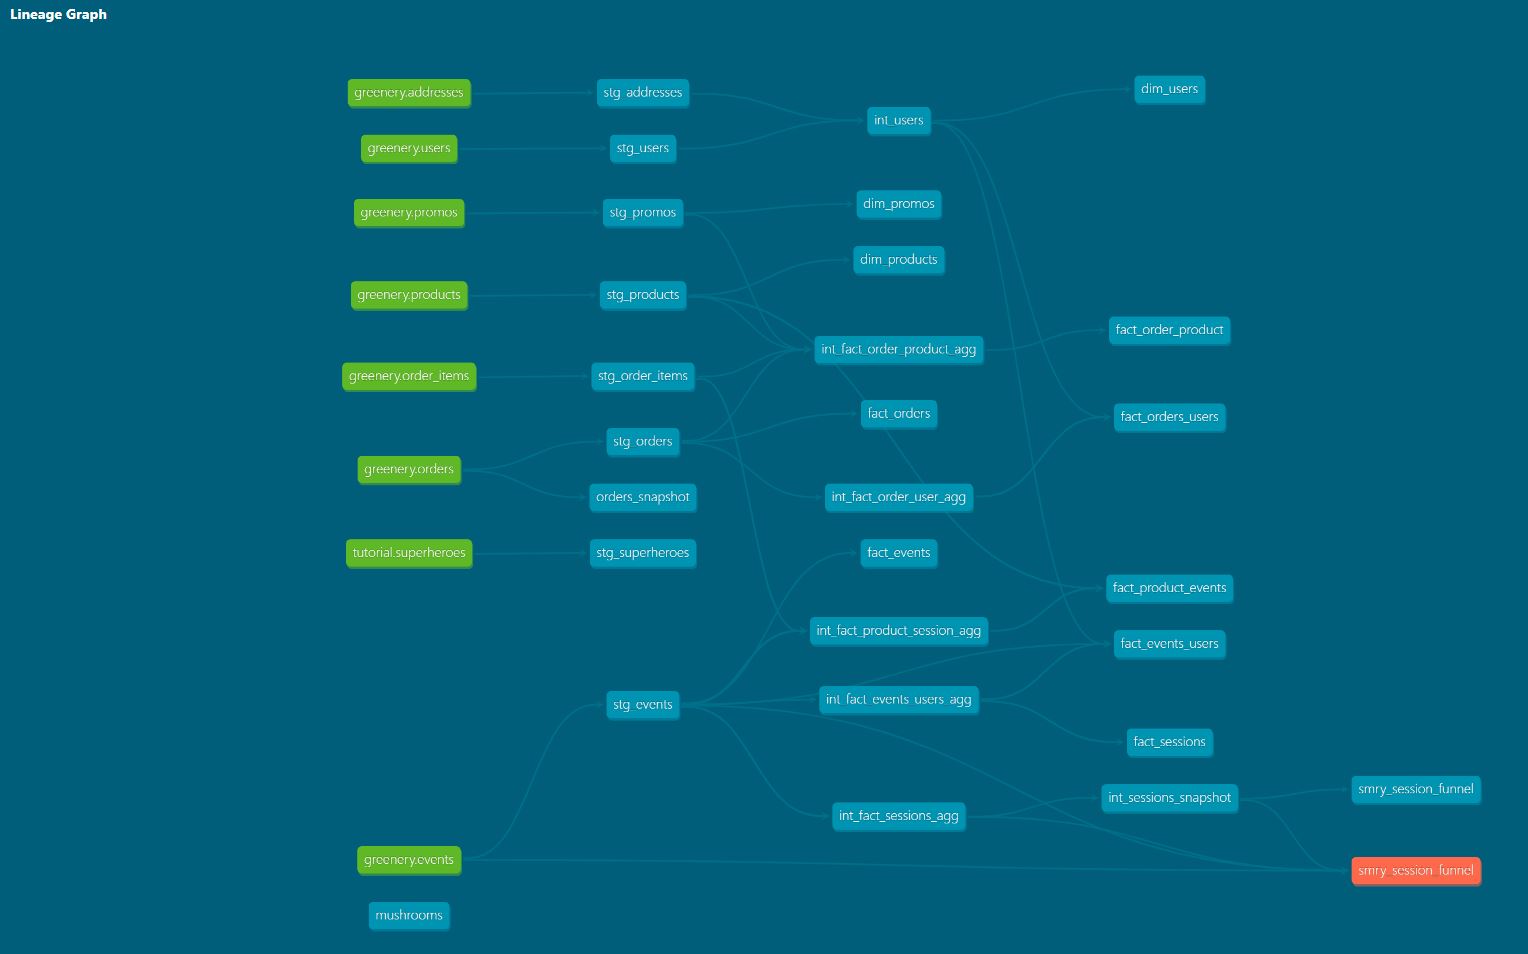 Lineage Graph
greenery.addresses
stg_addresses
dim_users
int_users
greenery.users
stg_users
greenery.promos
stg_promos
dim_promos
dim_products
greenery.products
stg_products
fact_order_product
int_fact_order_product_agg
greenery.order_items
stg_order_items
fact_orders
fact_orders_users
stg_orders
greenery.orders
orders_snapshot
int_fact_order_user_agg
tutorial.superheroes
stg_superheroes
fact_events
fact_product_events
int_fact_product_session_agg
fact_events_users
stg_events
int_fact_events_users_agg
fact_sessions
int_sessions_snapshot
smry_session_funnel
int_fact_sessions_agg
greenery.events
smry_session_funnel
mushrooms